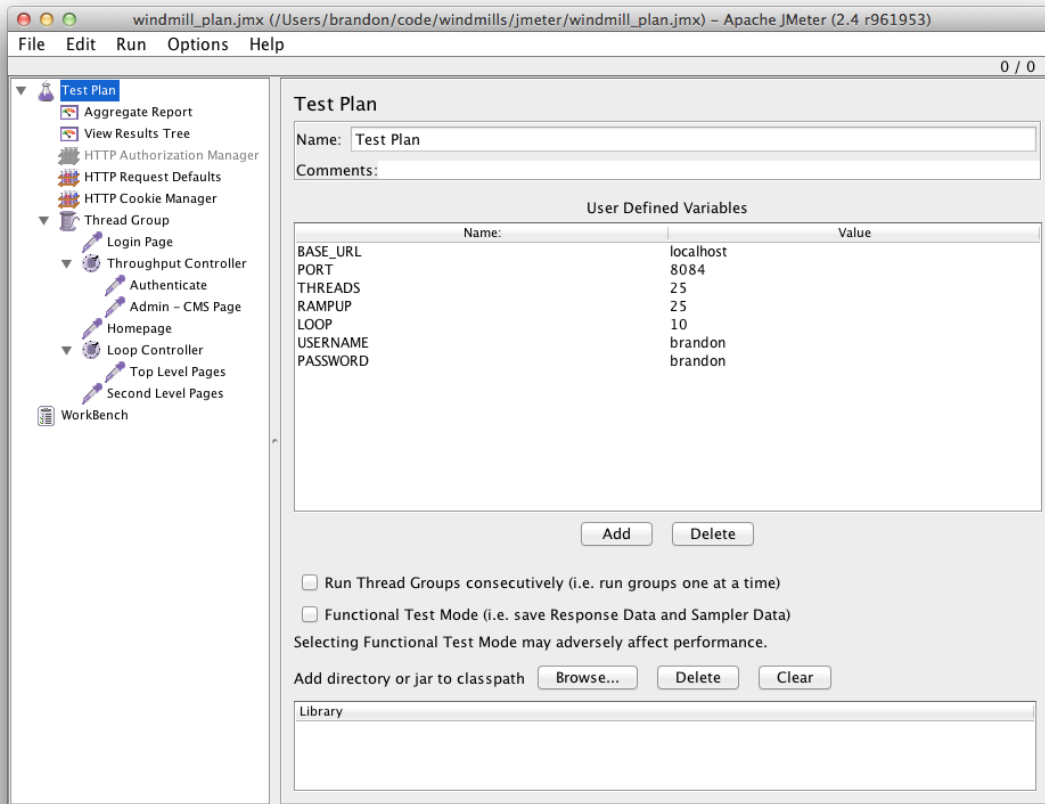 windmill_plan.jmx (/Users/brandon/code/windmills/jmeter/windmill_plan.jmx) – Apache JMeter (2.4 r961953)
File Edit Run Options Help
0 / 0
Test Plan
Aggregate Report
View Results Tree
HTTP Authorization Manager
HTTP Request Defaults
HTTP Cookie Manager
Thread Group
Login Page
Throughput Controller
Authenticate
Admin – CMS Page
Homepage
Loop Controller
Top Level Pages
Second Level Pages
WorkBench
Test Plan
Name: Test Plan
Comments:
User Defined Variables
Name: Value
BASE_URL localhost
PORT 8084
THREADS 25
RAMPUP 25
LOOP 10
USERNAME brandon
PASSWORD brandon
Add Delete
Run Thread Groups consecutively (i.e. run groups one at a time)
Functional Test Mode (i.e. save Response Data and Sampler Data)
Selecting Functional Test Mode may adversely affect performance.
Add directory or jar to classpath Browse... Delete Clear
Library